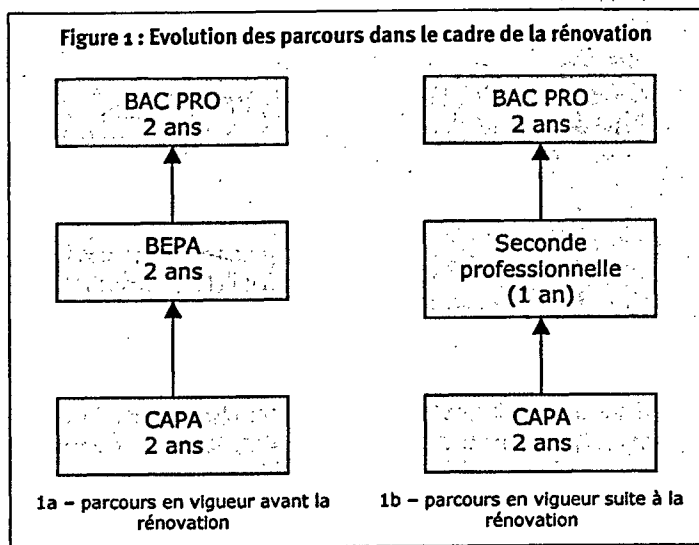 Figure 1 : Evolution des parcours dans le cadre de la rénovation
BAC PRO
2 ans
BEPA
2 ans
CAPA
2 ans
1a – parcours en vigueur avant la
rénovation
BAC PRO
2 ans
Seconde
professionnelle
(1 an)
CAPA
2 ans
1b – parcours en vigueur suite à la
rénovation